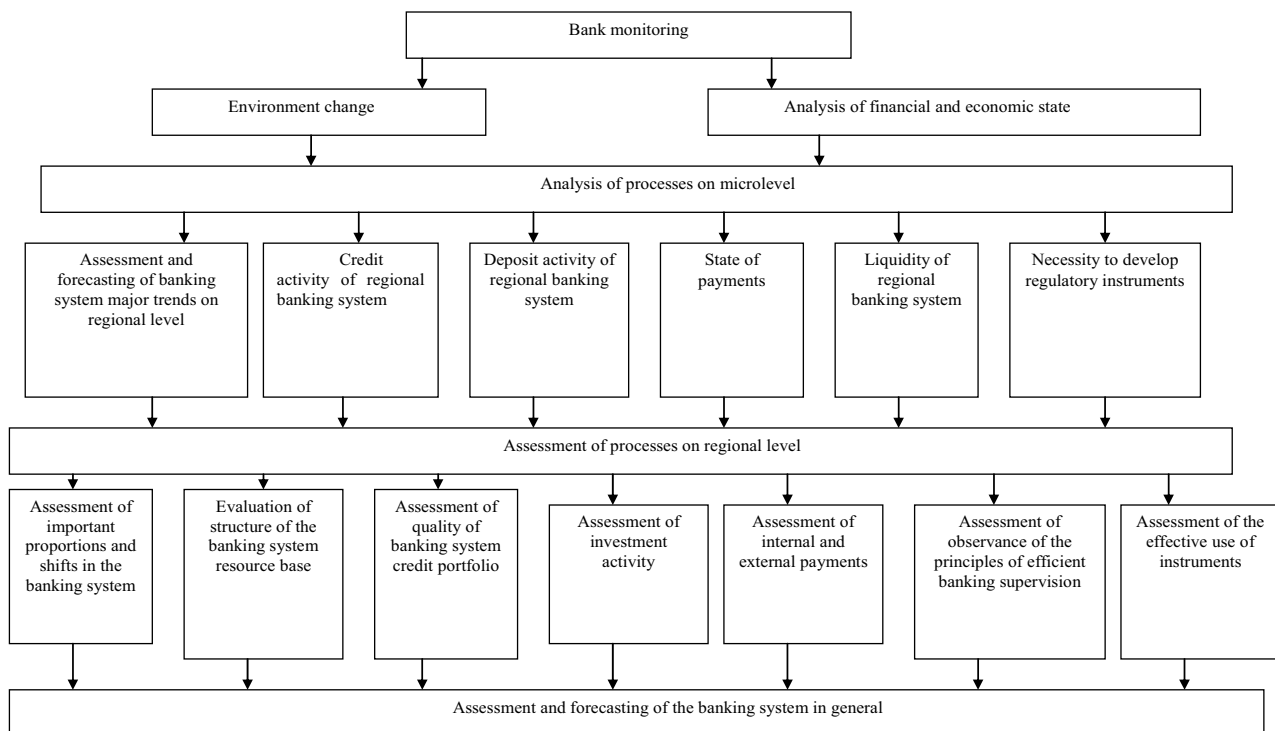 Bank monitoring
Environment change
Analysis of financial and economic state
Analysis of processes on microlevel
Assessment and
forecasting of banking
system major trends on
regional level
Credit
activity of regional
banking system
Deposit activity of
regional banking
system
State of
payments
Liquidity of
regional
banking system
Necessity to develop
regulatory instruments
Assessment of processes on regional level
Assessment of
important
proportions and
shifts in the
banking system
Evaluation of
structure of the
banking system
resource base
Assessment of
quality of
banking system
credit portfolio
Assessment of
investment
activity
Assessment of
internal and
external payments
Assessment of
observance of the
principles of efficient
banking supervision
Assessment of the
effective use of
instruments
Assessment and forecasting of the banking system in general